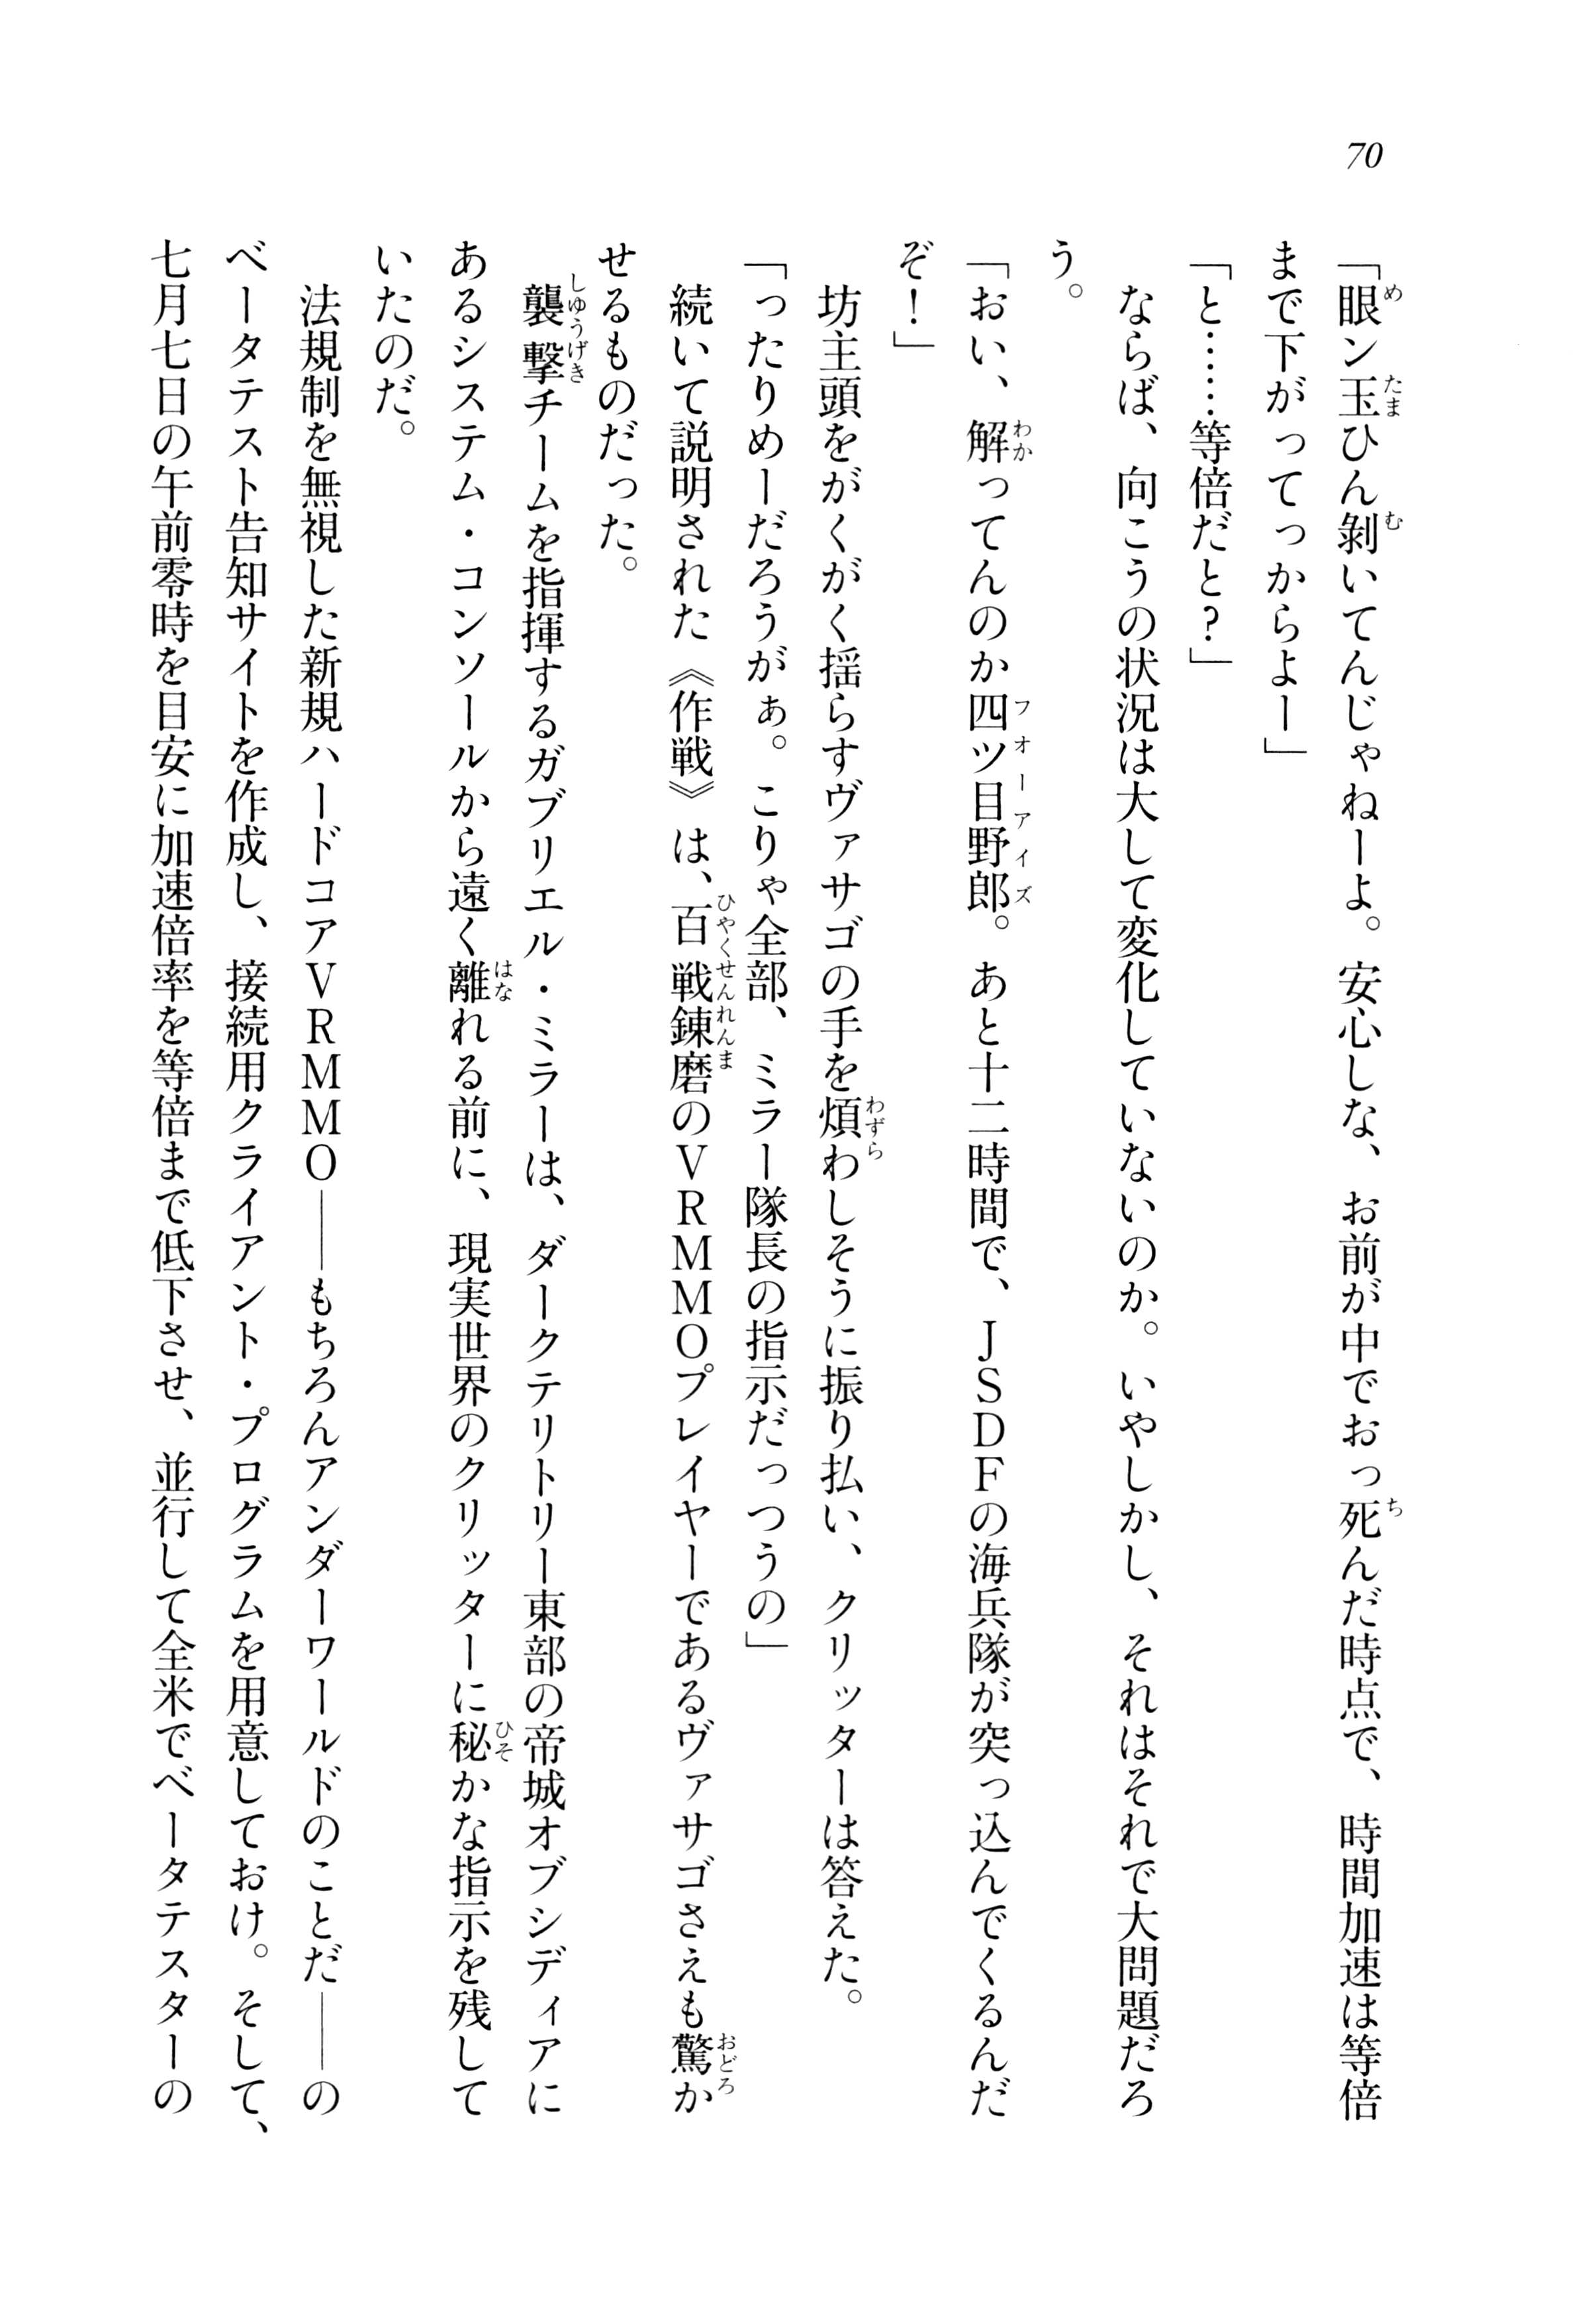 70
「眼ン玉ひん剝いてんじゃねーよ。安心しな、お前が中でおっ死んだ時点で、時間加速は等倍
まで下がってっからよー」
「と……等倍だと?」
ならば、向こうの状況は大して変化していないのか。いやしかし、それはそれで大問題だろ
う。
「おい、解ってんのか四ツ目野郎。あと十二時間で、JSDFの海兵隊が突っ込んでくるんだ
ぞ!」
坊主頭をがくがく揺らすヴァサゴの手を煩わしそうに振り払い、クリッターは答えた。
「ったりめーだろうがぁ。こりゃ全部、ミラー隊長の指示だっつうの」
続いて説明された《作戦》は、百戦錬磨のVRMMOプレイヤーであるヴァサゴさえも驚か
せるものだった。
襲撃チームを指揮するガブリエル・ミラーは、ダークテリトリー東部の帝城オブシディアに
あるシステム・コンソールから遠く離れる前に、現実世界のクリッターに秘かな指示を残して
いたのだ。
法規制を無視した新規ハードコアVRMMO――もちろんアンダーワールドのことだ――の
ベータテスト告知サイトを作成し、接続用クライアント・プログラムを用意しておけ。そして、
七月七日の午前零時を目安に加速倍率を等倍まで低下させ、並行して全米でベータテスターの